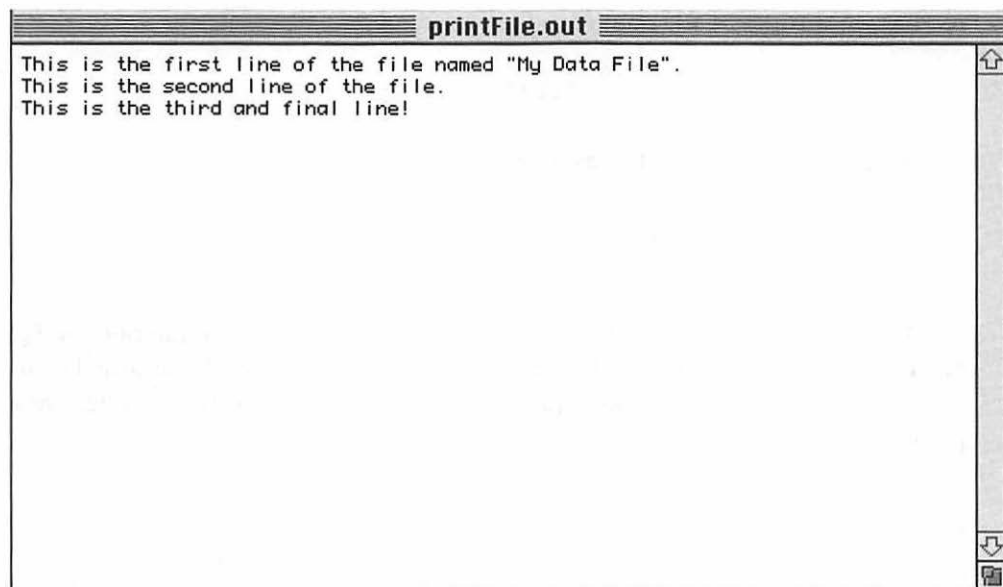 printFile.out
This is the first line of the file named "My Data File".
This is the second line of the file.
This is the third and final line!